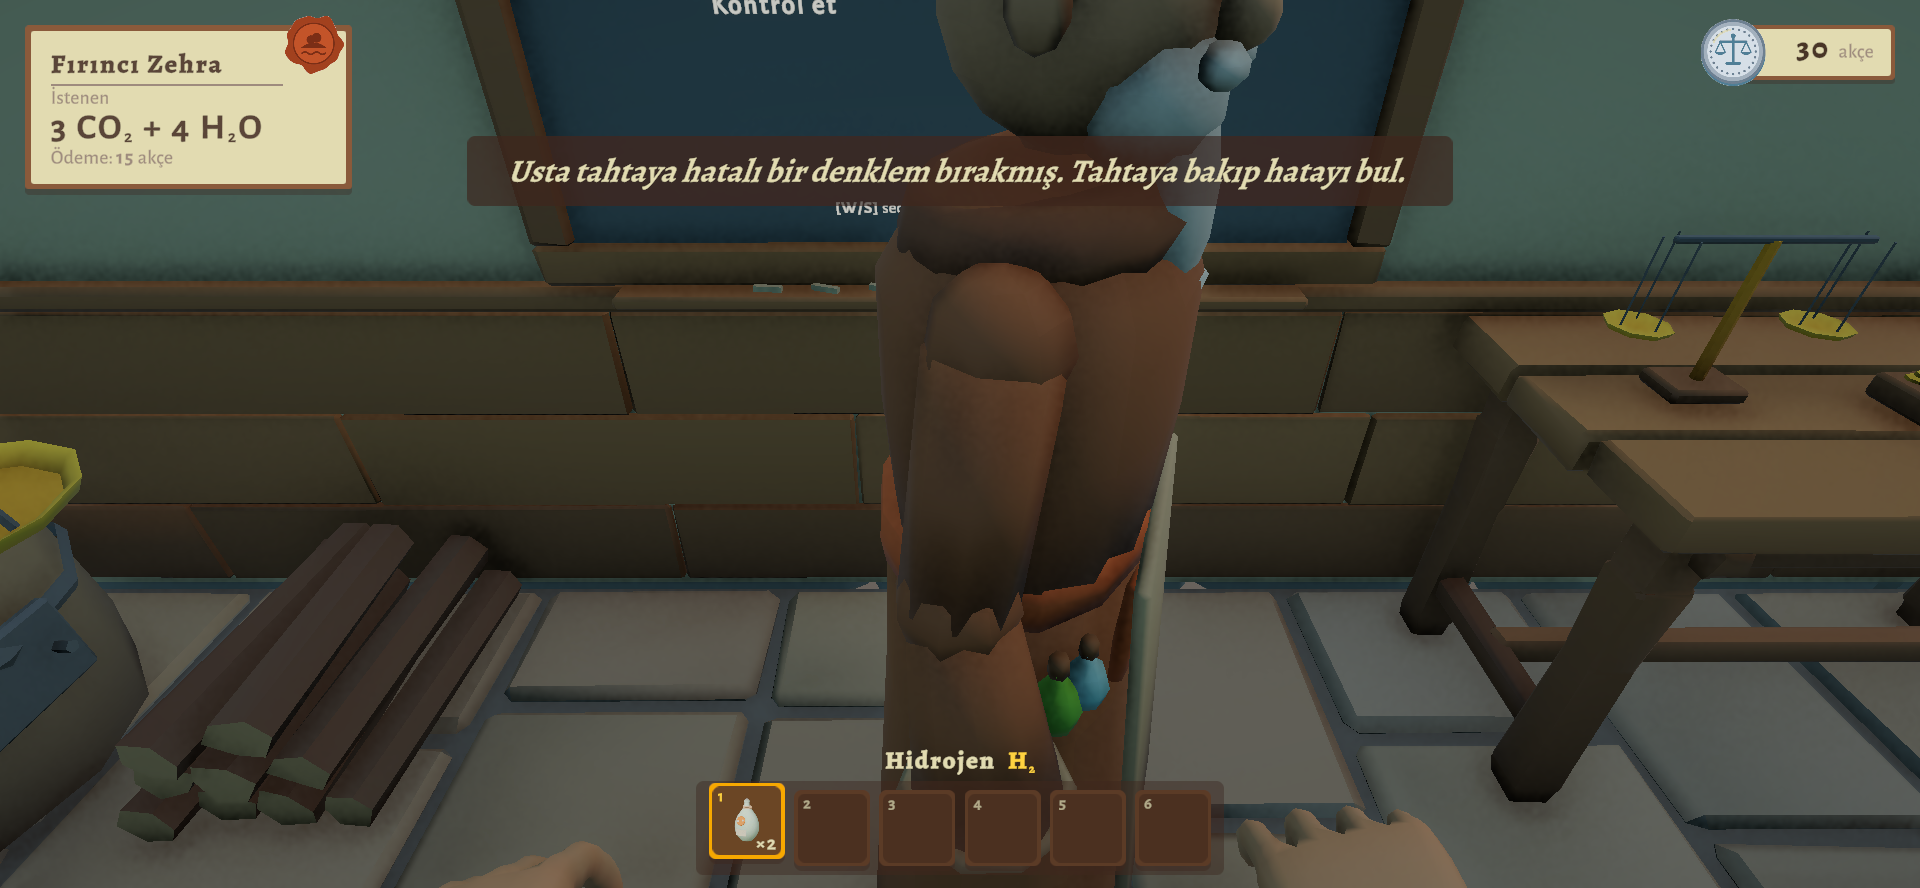 Kontrol et
Fırıncı Zehra
İstenen
3 CO₂ + 4 H₂O
Ödeme: 15 akçe
30 akçe
Usta tahtaya hatalı bir denklem bırakmış. Tahtaya bakıp hatayı bul.
[W/S]
Hidrojen H₂
1
×2
2
3
4
5
6